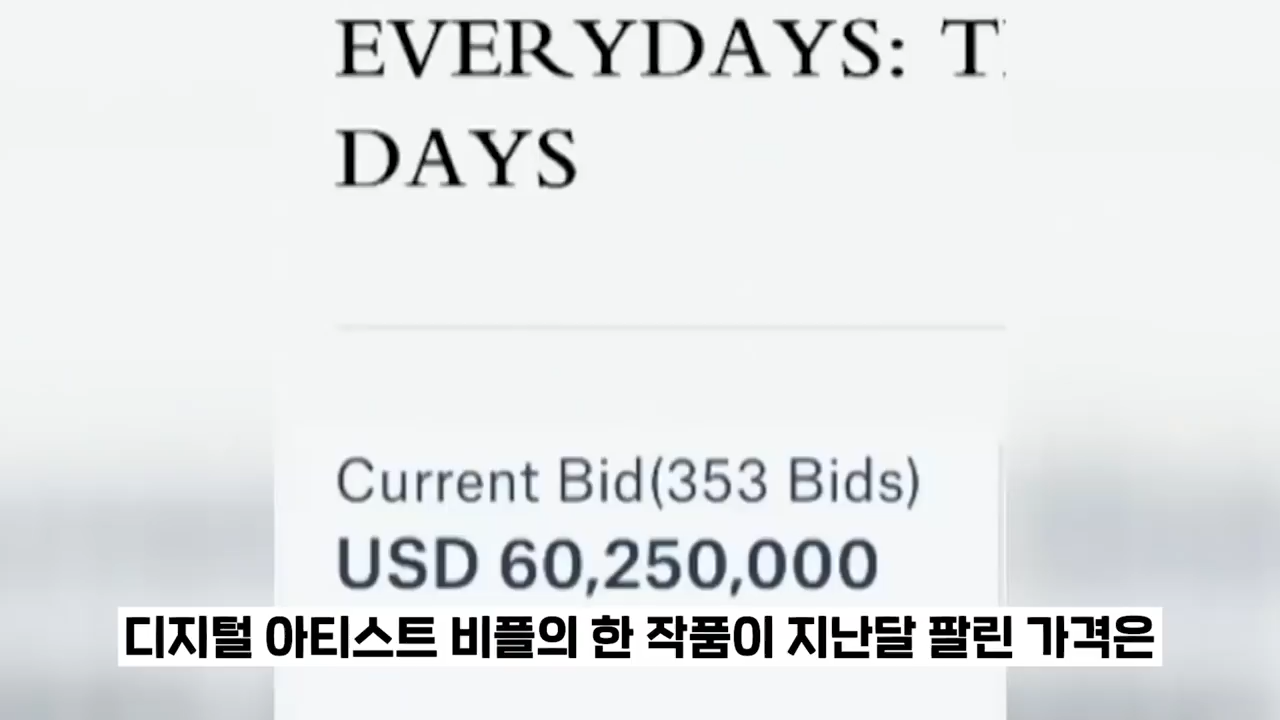 EVERYDAYS:
DAYS
Current Bid(353 Bids)
USD 60,250,000
디지털 아티스트 비플의 한 작품이 지난달 팔린 가격은